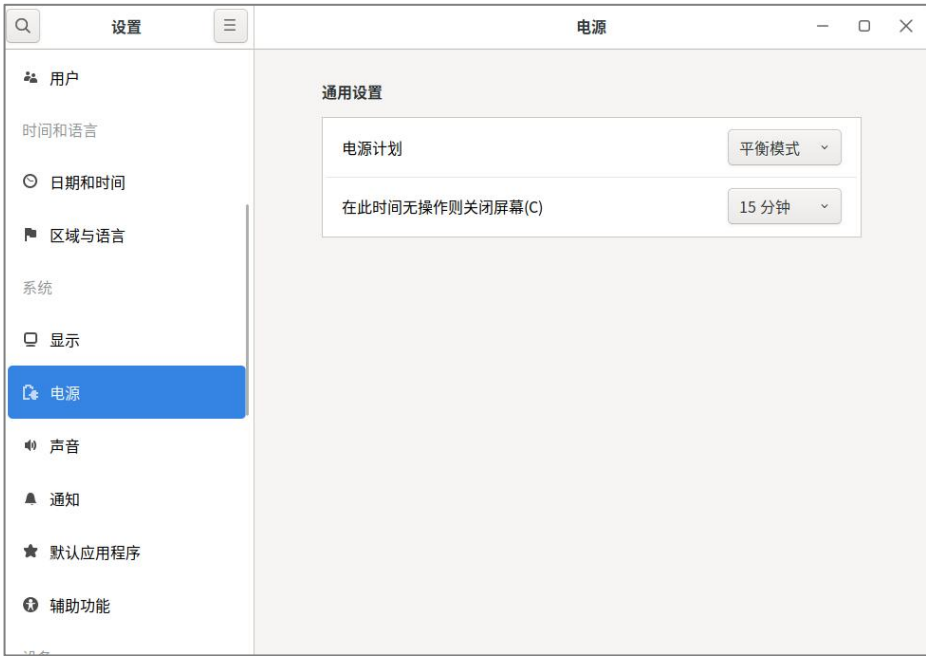 设置
电源
用户
时间和语言
日期和时间
区域与语言
系统
显示
电源
声音
通知
默认应用程序
辅助功能
通用设置
电源计划 平衡模式
在此时间无操作则关闭屏幕(C) 15 分钟